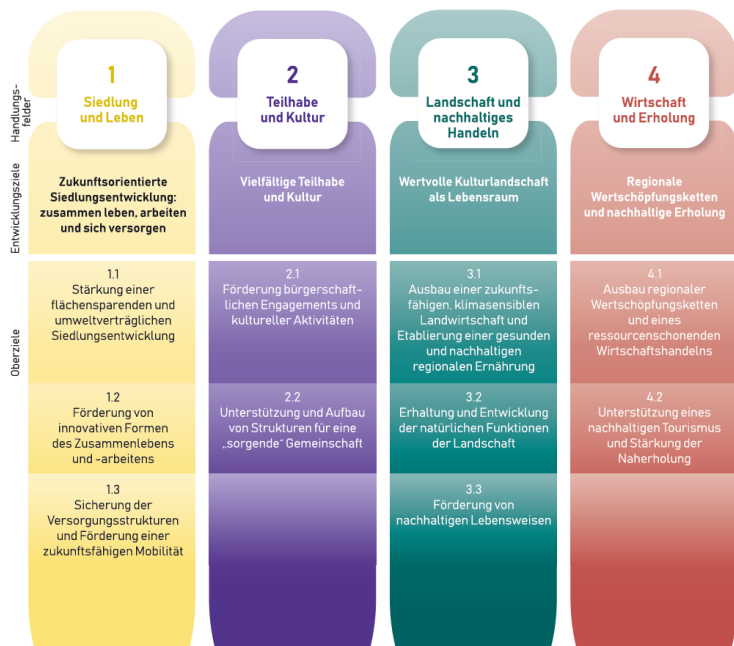 Handlungs-
felder
1
Siedlung
und Leben
2
Teilhabe
und Kultur
3
Landschaft und
nachhaltiges
Handeln
4
Wirtschaft
und Erholung
Entwicklungsziele
Zukunftsorientierte
Siedlungsentwicklung:
zusammen leben, arbeiten
und sich versorgen
Vielfältige Teilhabe
und Kultur
Wertvolle Kulturlandschaft
als Lebensraum
Regionale
Wertschöpfungsketten
und nachhaltige Erholung
Oberziele
1.1
Stärkung einer
flächensparenden und
umweltverträglichen
Siedlungsentwicklung
2.1
Förderung bürgerschaft-
lichen Engagements und
kultureller Aktivitäten
3.1
Ausbau einer zukunfts-
fähigen, klimasensiblen
Landwirtschaft und
Etablierung einer gesunden
und nachhaltigen
regionalen Ernährung
4.1
Ausbau regionaler
Wertschöpfungsketten
und eines
ressourcenschonenden
Wirtschaftshandelns
1.2
Förderung von
innovativen Formen
des Zusammenlebens
und -arbeitens
2.2
Unterstützung und Aufbau
von Strukturen für eine
„sorgende“ Gemeinschaft
3.2
Erhaltung und Entwicklung
der natürlichen Funktionen
der Landschaft
4.2
Unterstützung eines
nachhaltigen Tourismus
und Stärkung der
Naherholung
1.3
Sicherung der
Versorgungsstrukturen
und Förderung einer
zukunftsfähigen Mobilität
3.3
Förderung von
nachhaltigen Lebensweisen